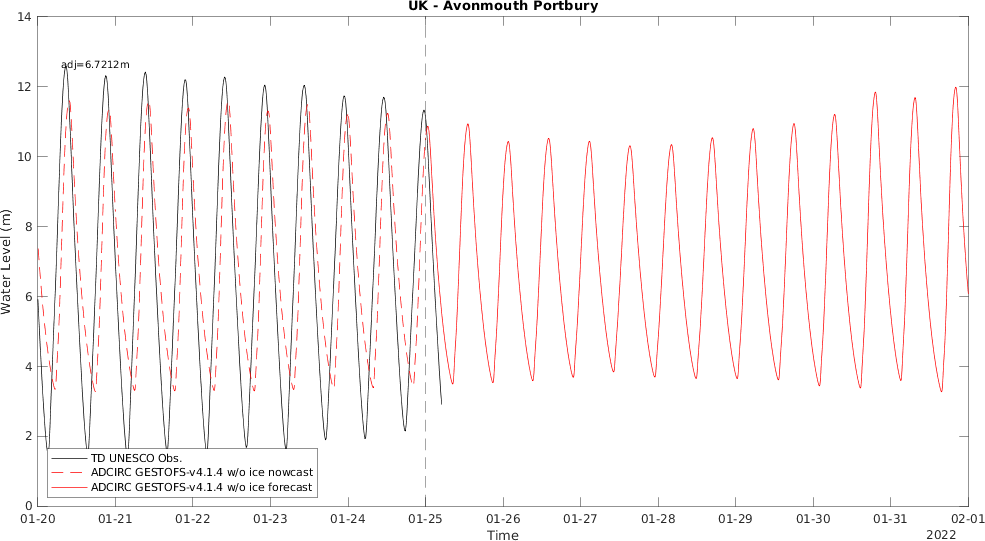 UK - Avonmouth Portbury
14
12
10
8
6
4
2
0
Water Level (m)
adj=6.7212m
TD UNESCO Obs.
ADCIRC GESTOFS-v4.1.4 w/o ice nowcast
ADCIRC GESTOFS-v4.1.4 w/o ice forecast
01-20 01-21 01-22 01-23 01-24 01-25 01-26 01-27 01-28 01-29 01-30 01-31 02-01
Time
2022